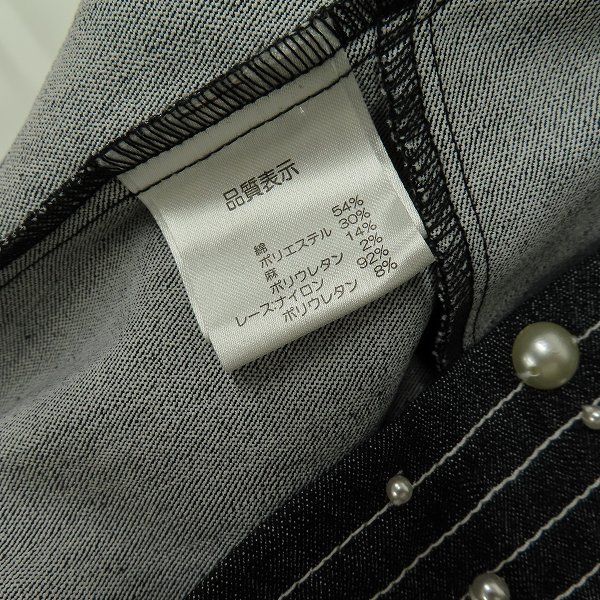 品質表示
綿 54%
ポリエステル 30%
麻 14%
ポリウレタン 2%
レースナイロン 92%
ポリウレタン 8%